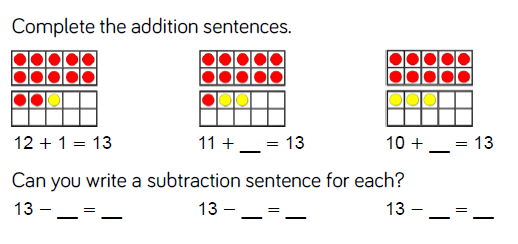 Complete the addition sentences.
12 + 1 = 13 11 + __ = 13 10 + __ = 13
Can you write a subtraction sentence for each?
13 – __ = __ 13 – __ = __ 13 – __ = __